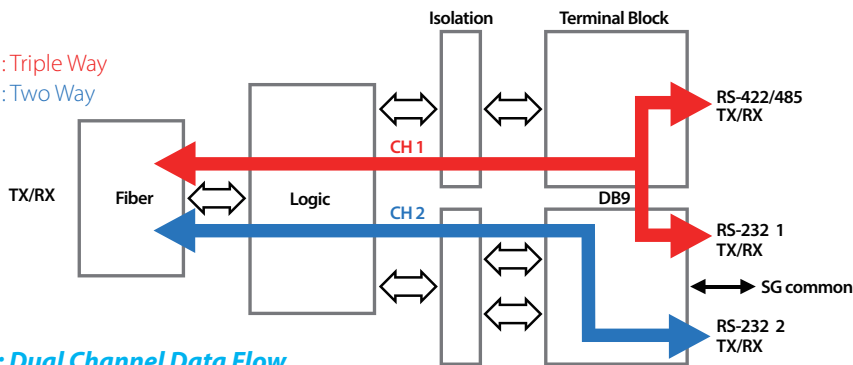 Isolation
Terminal Block
: Triple Way
: Two Way
RS-422/485
TX/RX
CH 1
TX/RX
Fiber
Logic
DB9
CH 2
RS-232 1
TX/RX
SG common
RS-232 2
TX/RX
: Dual Channel Data Flow